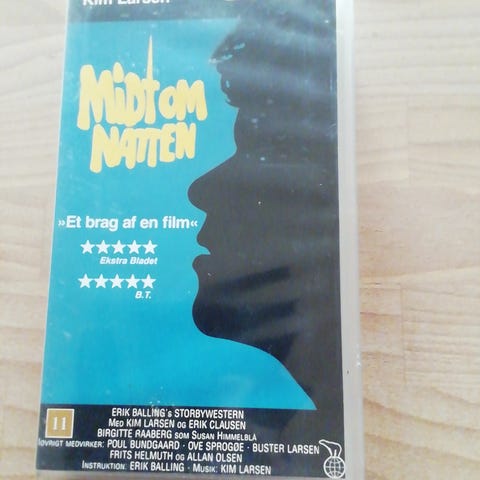 Kim Larsen
MiDT OM
NATTEN
»Et brag af en film«
Ekstra Bladet
B.T.
11
ERIK BALLING's STORBYWESTERN
MED KIM LARSEN OG ERIK CLAUSEN
BIRGITTE RAABERG SOM SUSAN HIMMELBLÅ
ØVRIGT MEDVIRKER: POUL BUNDGAARD · OVE SPROGØE · BUSTER LARSEN
FRITS HELMUTH OG ALLAN OLSEN
INSTRUKTION: ERIK BALLING · MUSIK: KIM LARSEN